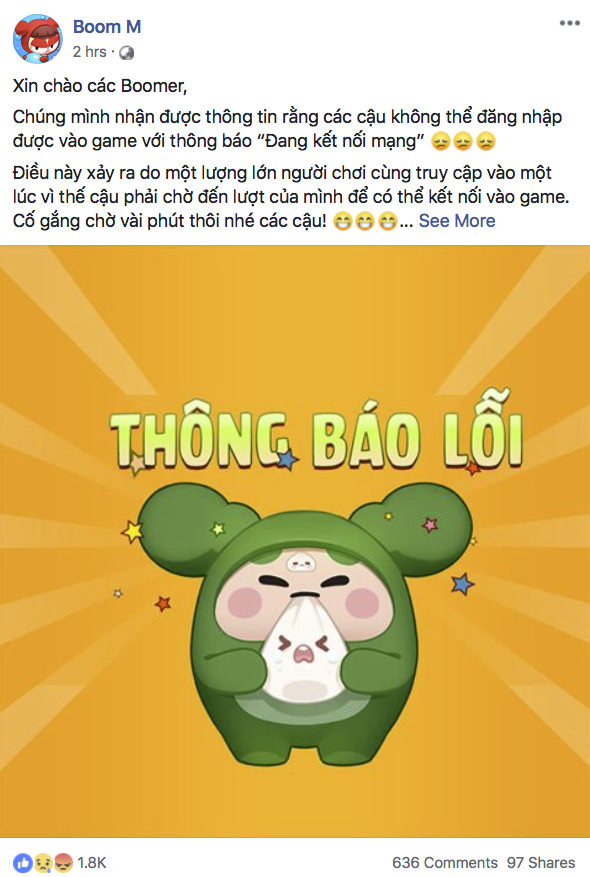 Boom M
2 hrs ·
Xin chào các Boomer,
Chúng mình nhận được thông tin rằng các cậu không thể đăng nhập
được vào game với thông báo “Đang kết nối mạng” 😞😞😞
Điều này xảy ra do một lượng lớn người chơi cùng truy cập vào một
lúc vì thế cậu phải chờ đến lượt của mình để có thể kết nối vào game.
Cố gắng chờ vài phút thôi nhé các cậu! 😁😁😁... See More
THÔNG BÁO LỖI
1.8K
636 Comments 97 Shares